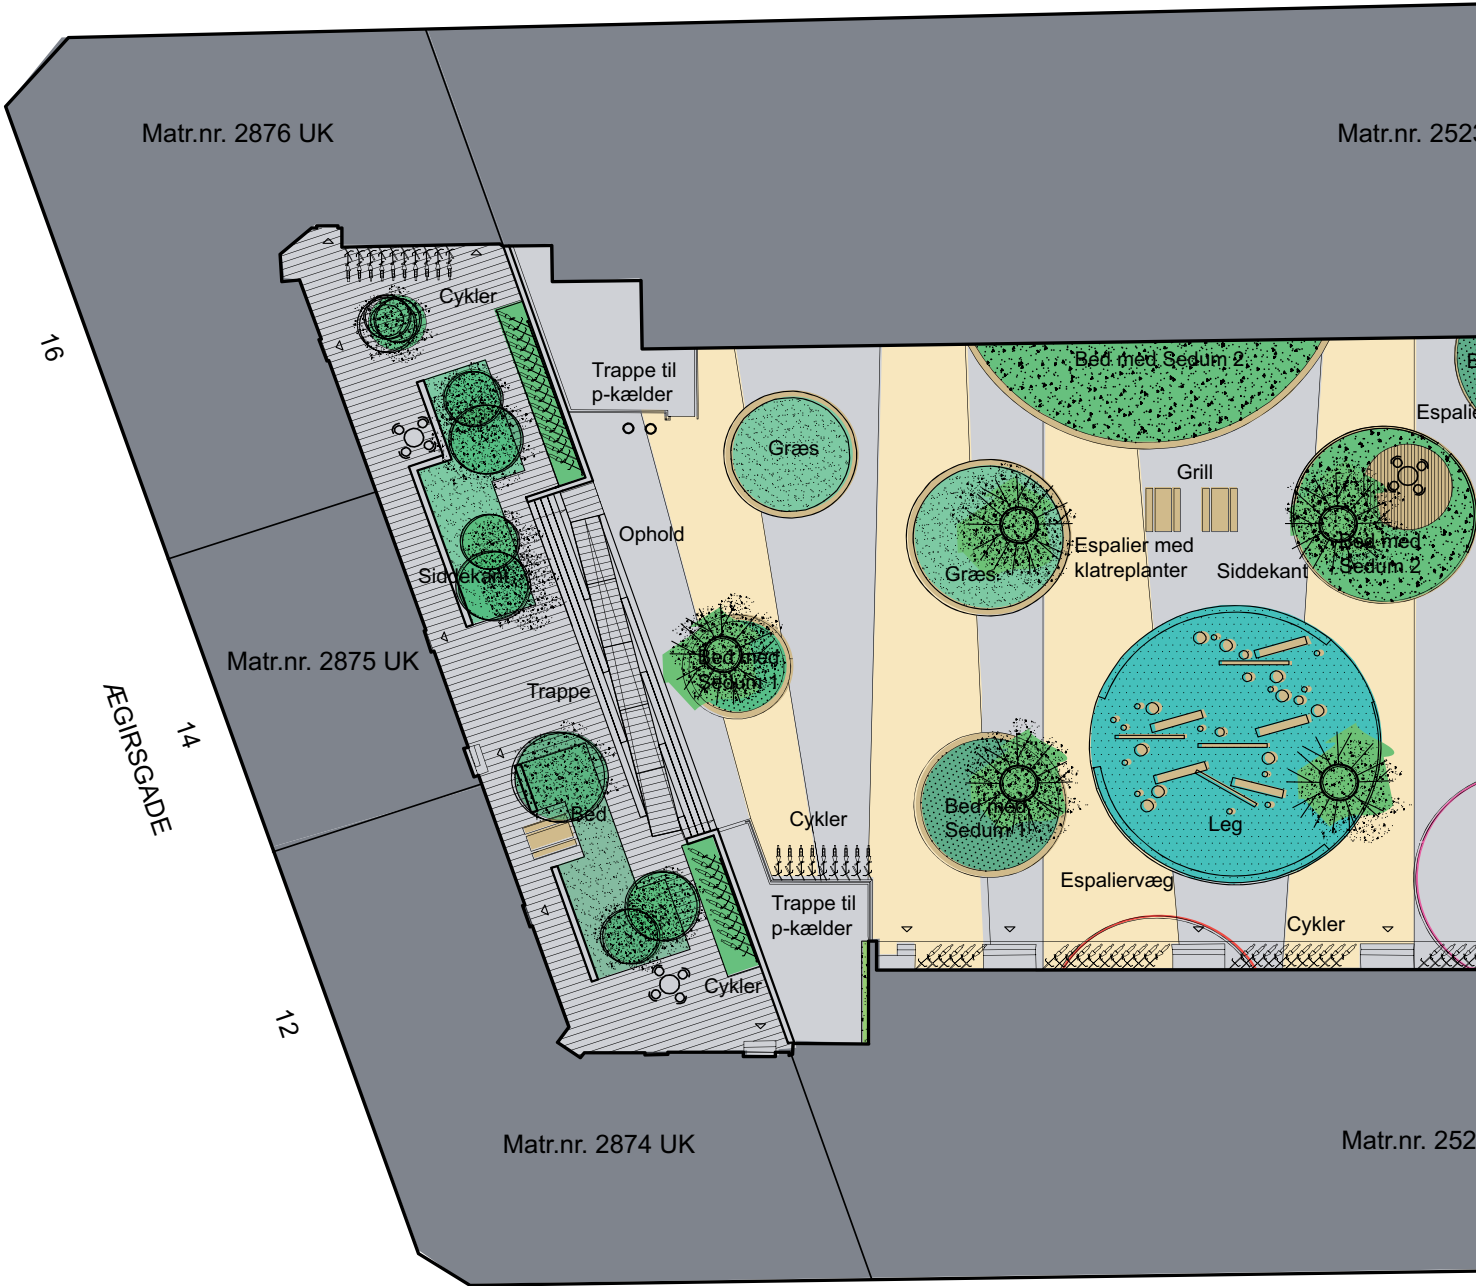 Matr.nr. 2876 UK
Matr.nr. 2523
Cykler
16
Trappe til
p-kælder
Bed med Sedum 2
Espalie
Græs
Grill
Ophold
Espalier med
klatreplanter
Siddekant
Bed med
Sedum 2
Græs
Siddekant
Matr.nr. 2875 UK
Bed med
Sedum 1
Trappe
ÆGIRSGADE
14
Bed
Cykler
Bed med
Sedum 1
Leg
Espaliervæg
Trappe til
p-kælder
Cykler
Cykler
12
Matr.nr. 2874 UK
Matr.nr. 252